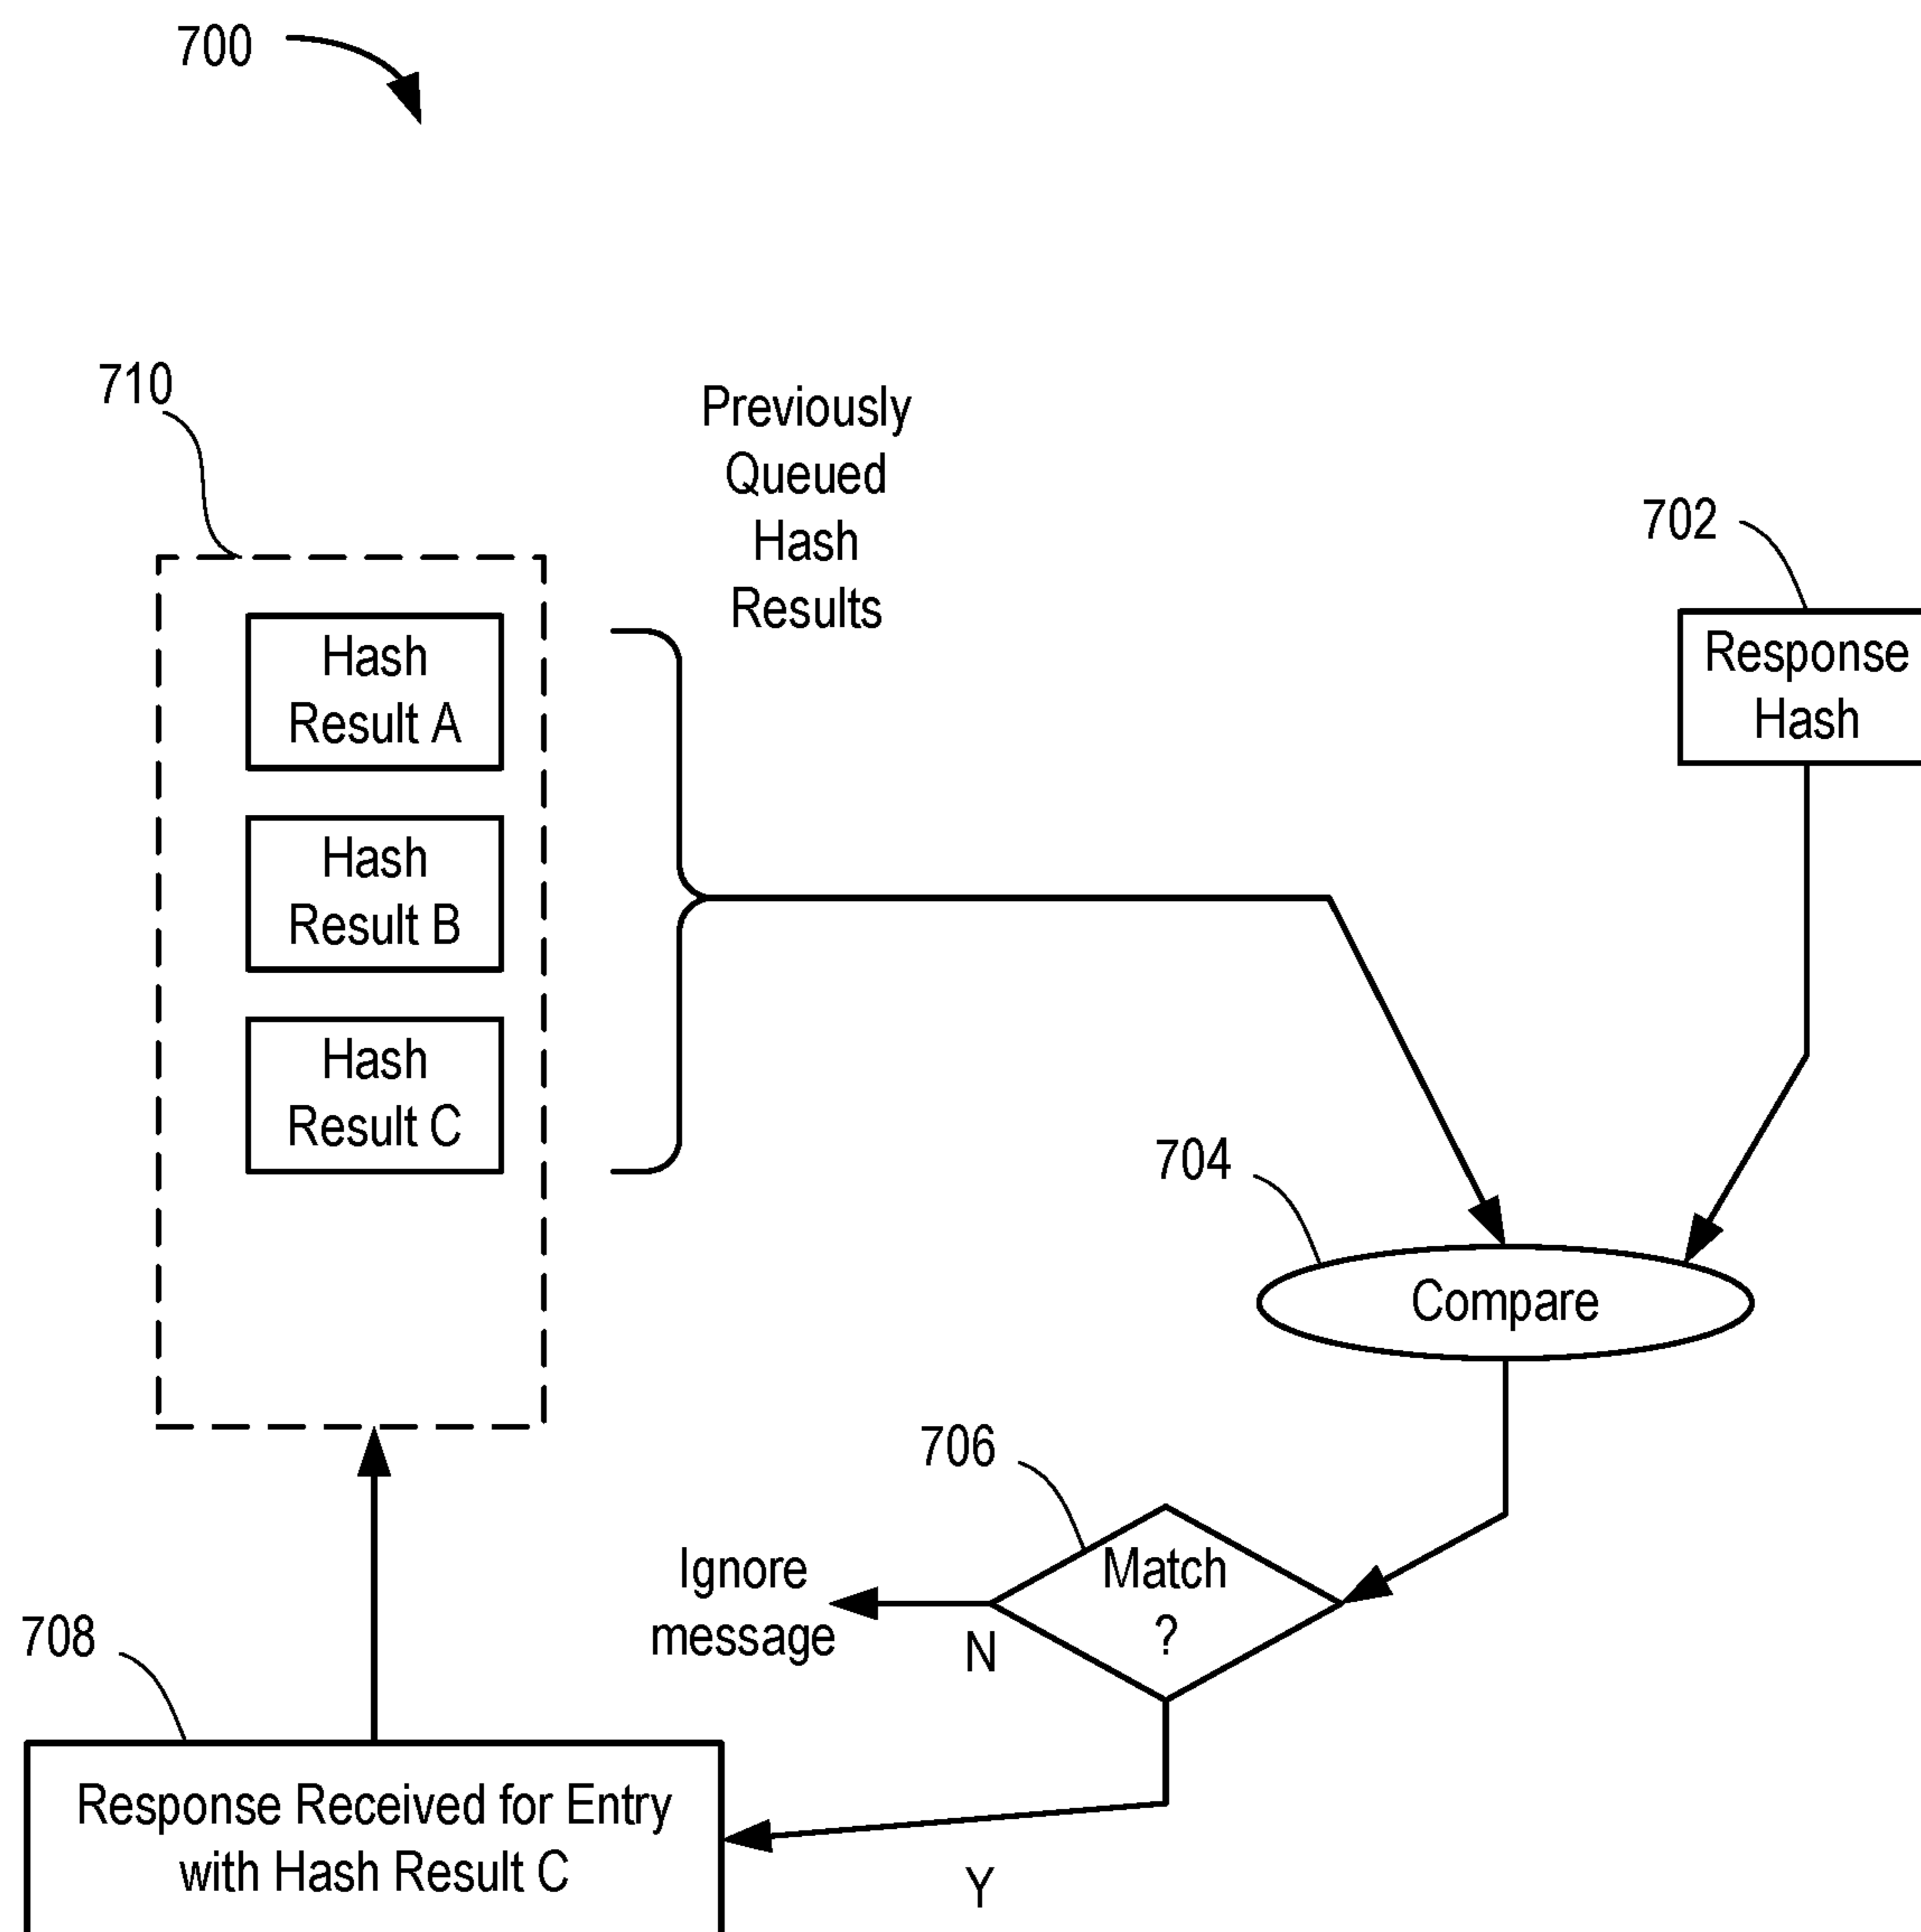 700
710
Previously
Queued
Hash
Results
702
Response
Hash
Hash
Result A
Hash
Result B
Hash
Result C
704
Compare
706
Match
?
Ignore
message
N
708
Response Received for Entry
with Hash Result C
Y